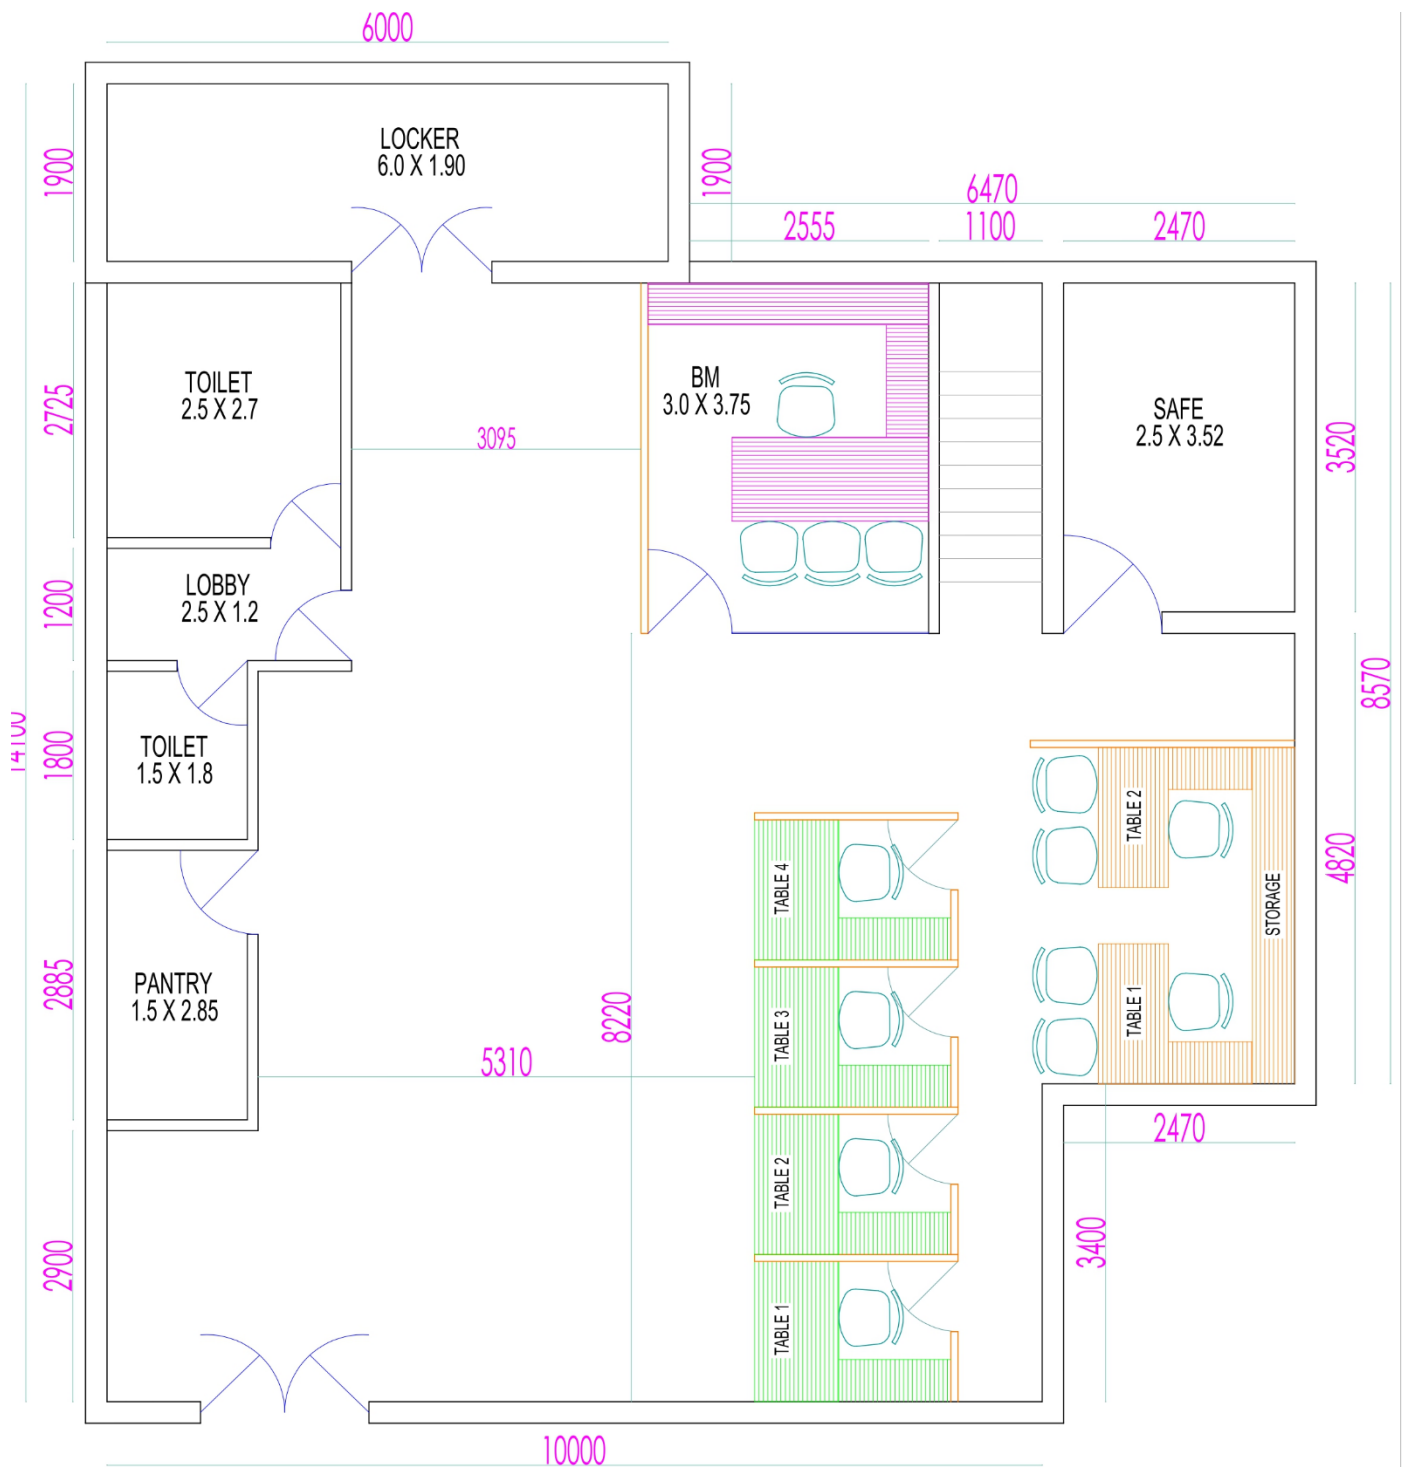 6000
LOCKER
6.0 X 1.90
1900
1900
6470
2555
1100
2470
TOILET
2.5 X 2.7
2725
BM
3.0 X 3.75
3095
SAFE
2.5 X 3.52
3520
LOBBY
2.5 X 1.2
1200
8570
TOILET
1.5 X 1.8
1800
14100
TABLE 2
TABLE 4
4820
STORAGE
PANTRY
1.5 X 2.85
2885
8220
TABLE 3
TABLE 1
5310
2470
TABLE 2
3400
2900
TABLE 1
10000